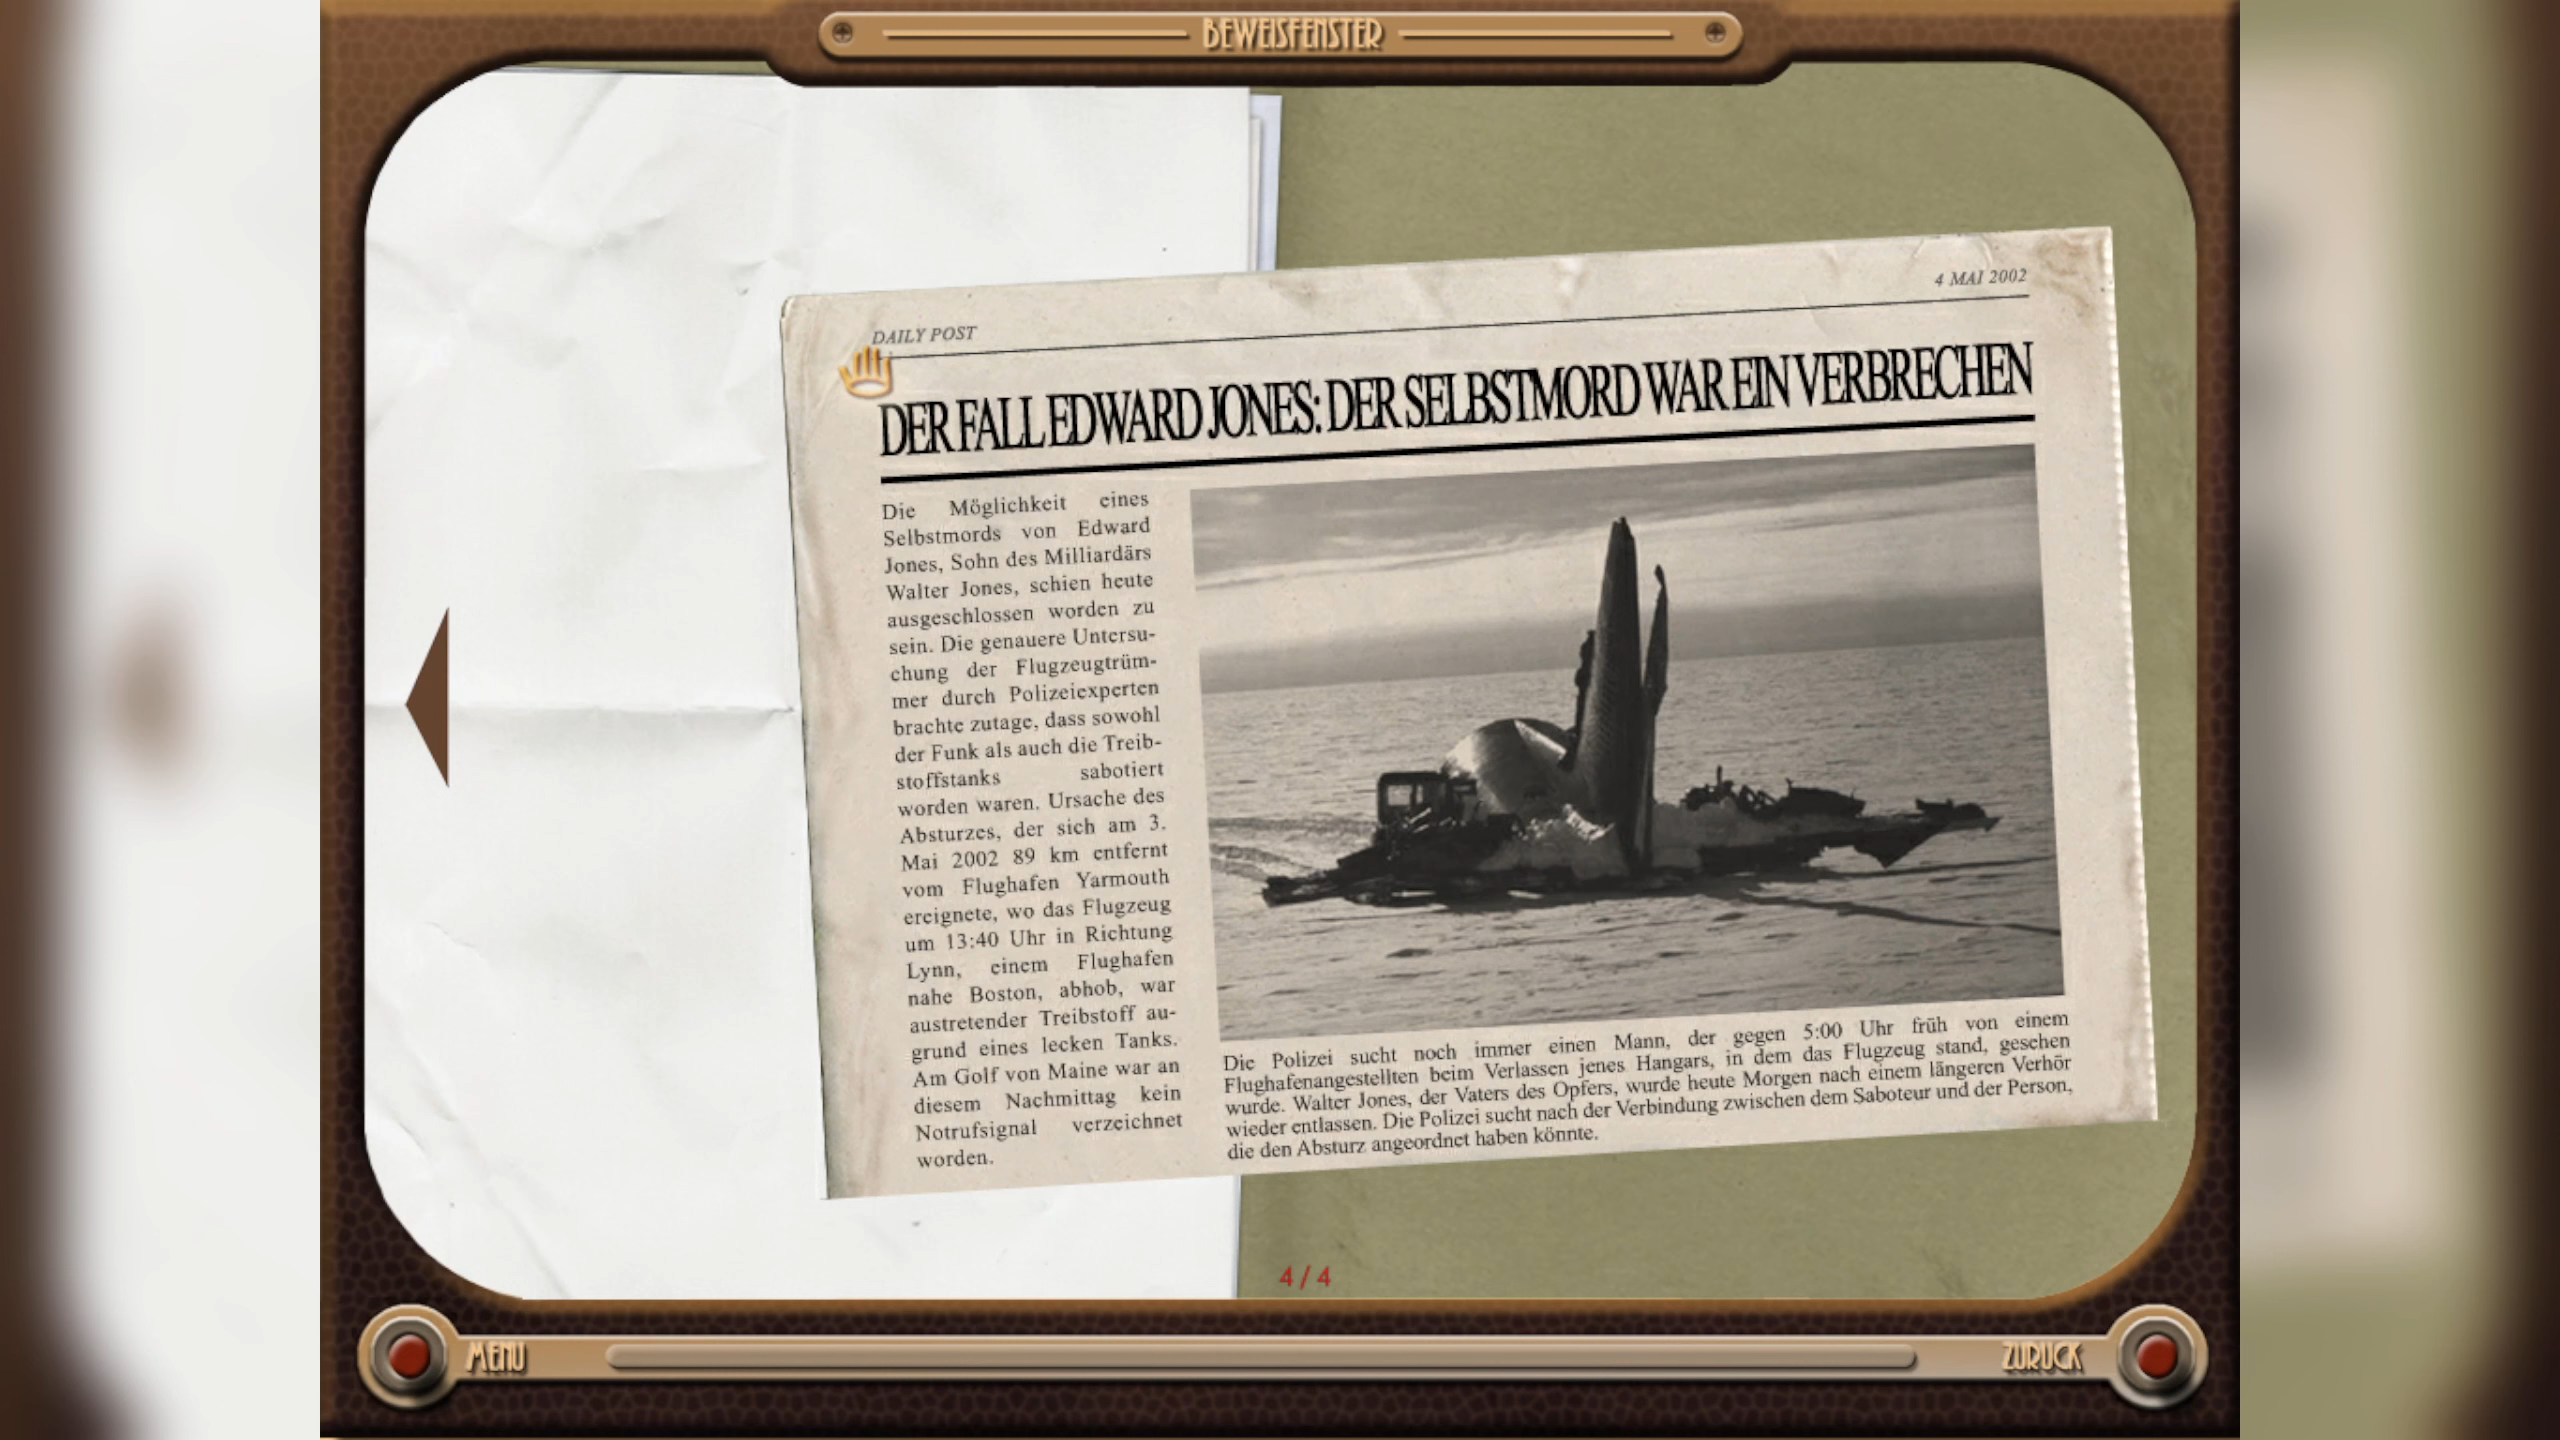 BEWEISFENSTER
DAILY POST
4 MAI 2002
DER FALL EDWARD JONES: DER SELBSTMORD WAR EIN VERBRECHEN
Die Möglichkeit eines
Selbstmords von Edward
Jones, Sohn des Milliardärs
Walter Jones, schien heute
ausgeschlossen worden zu
sein. Die genauere Untersu-
chung der Flugzeugtrüm-
mer durch Polizeiexperten
brachte zutage, dass sowohl
der Funk als auch die Treib-
stoffstanks sabotiert
worden waren. Ursache des
Absturzes, der sich am 3.
Mai 2002 89 km entfernt
vom Flughafen Yarmouth
ereignete, wo das Flugzeug
um 13:40 Uhr in Richtung
Lynn, einem Flughafen
nahe Boston, abhob, war
austretender Treibstoff au-
grund eines lecken Tanks.
Am Golf von Maine war an
diesem Nachmittag kein
Notrufsignal verzeichnet
worden.
Die Polizei sucht noch immer einen Mann, der gegen 5:00 Uhr früh von einem
Flughafenangestellten beim Verlassen jenes Hangars, in dem das Flugzeug stand, gesehen
wurde. Walter Jones, der Vaters des Opfers, wurde heute Morgen nach einem längeren Verhör
wieder entlassen. Die Polizei sucht nach der Verbindung zwischen dem Saboteur und der Person,
die den Absturz angeordnet haben könnte.
4 / 4
MENU
ZURÜCK